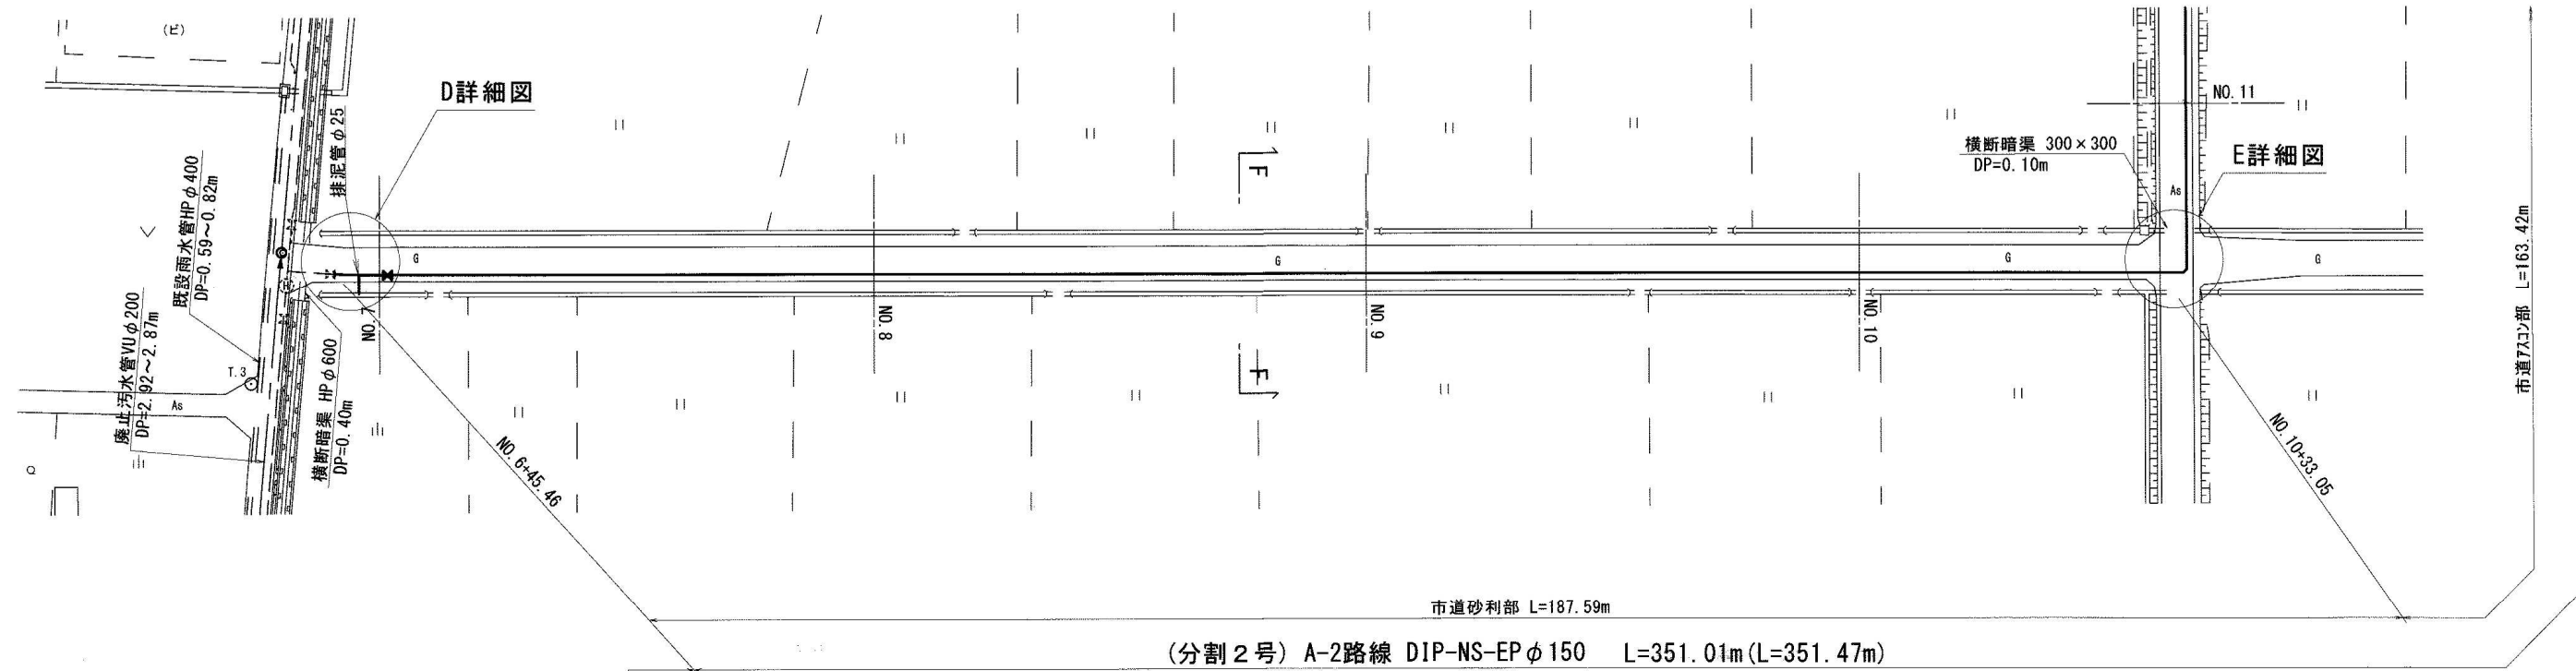 (ビ)
D詳細図
排泥管φ25
既設雨水管HPφ400
DP=0.59～0.82m
廃止汚水管VUφ200
DP=2.92～2.87m
横断暗渠 HPφ600
DP=0.40m
T.3
As
H
G
NO.7
NO.6+45.46
NO.8
F
F
G
NO.9
NO.10
G
横断暗渠 300×300
DP=0.10m
E詳細図
NO.11
As
G
NO.10+33.05
市道アスコン部 L=163.42m
市道砂利部 L=187.59m
(分割2号) A-2路線 DIP-NS-EPφ150 L=351.01m(L=351.47m)